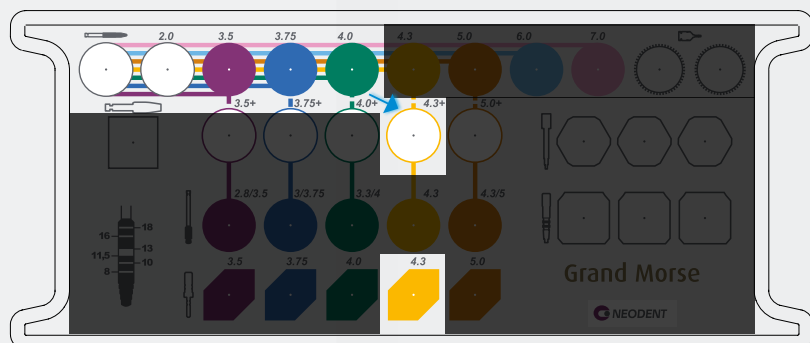 2.0 3.5 3.75 4.0 4.3 5.0 6.0 7.0
3.5+ 3.75+ 4.0+ 4.3+ 5.0+
2.8/3.5 3/3.75 3.3/4 4.3 4.3/5
18
16
13
11,5
10
8
3.5 3.75 4.0 4.3 5.0
Grand Morse
NEODENT